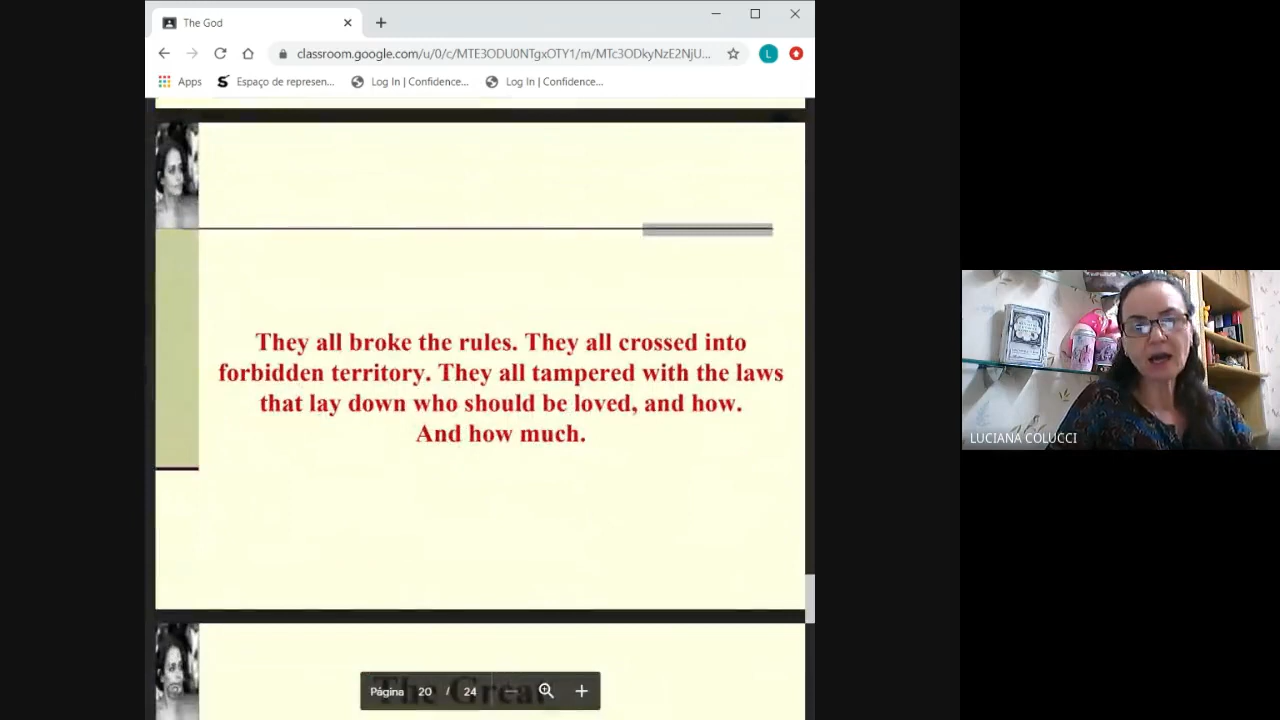 The God
classroom.google.com/u/0/c/MTE3ODU0NTgxOTY1/m/MTc3ODkyNzE2NjU...
L
Apps
Espaço de represen...
Log In | Confidence...
Log In | Confidence...
They all broke the rules. They all crossed into
forbidden territory. They all tampered with the laws
that lay down who should be loved, and how.
And how much.
LUCIANA COLUCCI
The Great
Página 20 / 24